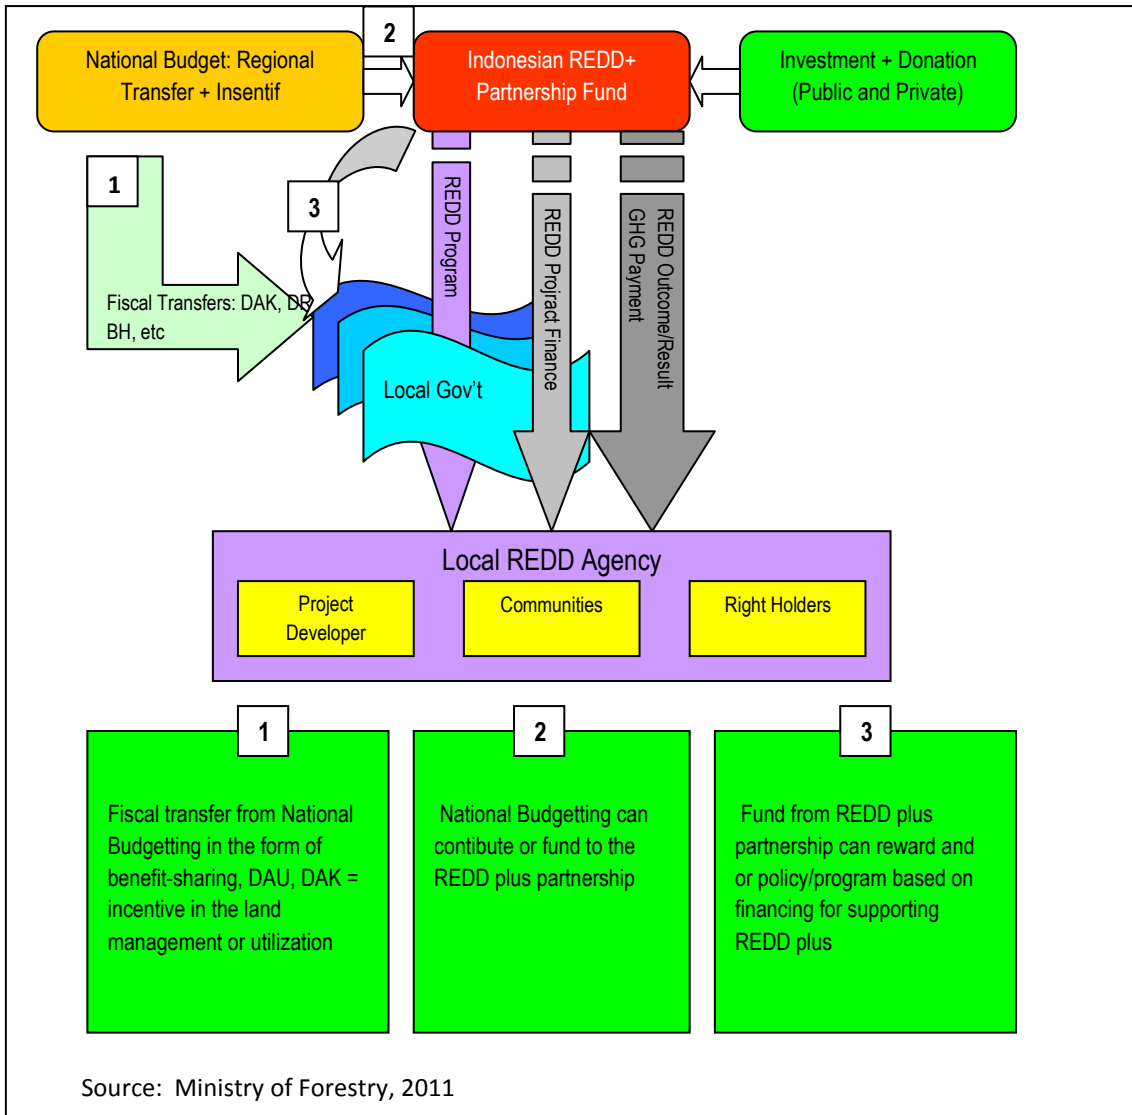 2
National Budget: Regional
Transfer + Insentif
Indonesian REDD+
Partnership Fund
Investment + Donation
(Public and Private)
1
3
Fiscal Transfers: DAK, DR
BH, etc
REDD Program
REDD Projract Finance
REDD Outcome/Result
GHG Payment
Local Gov't
Local REDD Agency
Project
Developer
Communities
Right Holders
1
Fiscal transfer from National
Budgetting in the form of
benefit-sharing, DAU, DAK =
incentive in the land
management or utilization
2
National Budgetting can
contibute or fund to the
REDD plus partnership
3
Fund from REDD plus
partnership can reward and
or policy/program based on
financing for supporting
REDD plus
Source: Ministry of Forestry, 2011